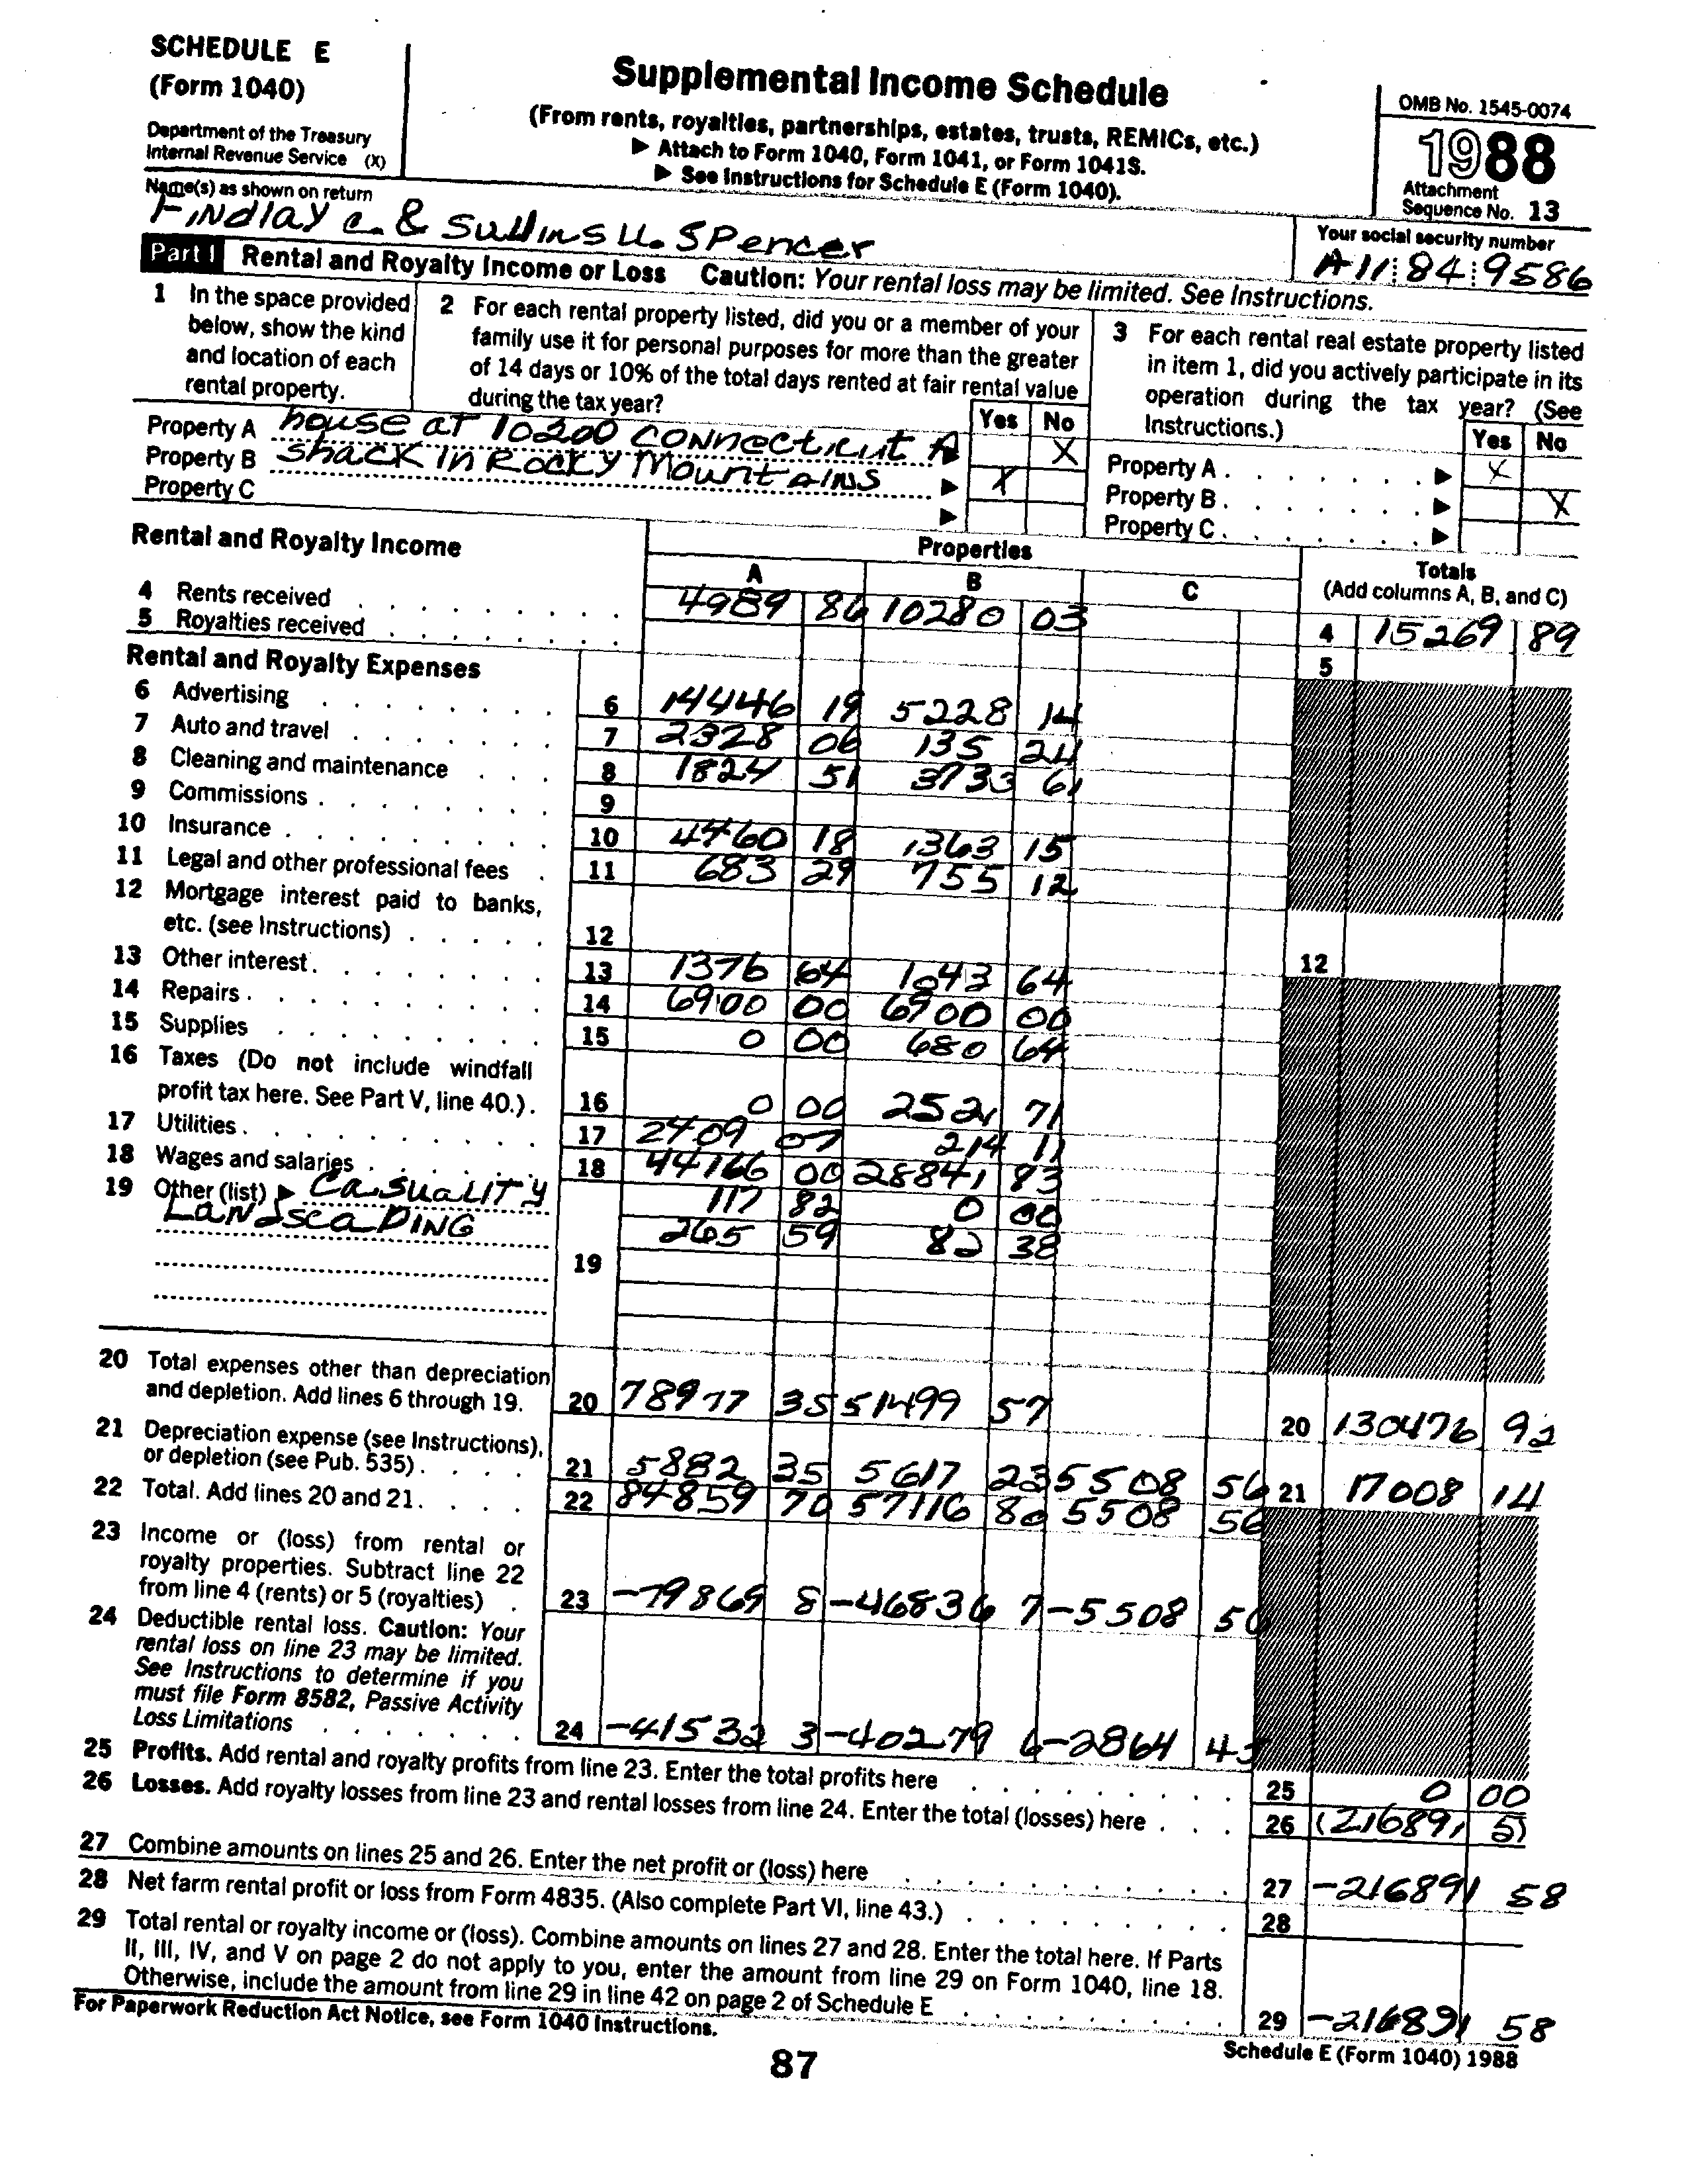 SCHEDULE E
(Form 1040)
Department of the Treasury
Internal Revenue Service (X)
Supplemental Income Schedule
(From rents, royalties, partnerships, estates, trusts, REMICs, etc.)
▶ Attach to Form 1040, Form 1041, or Form 1041S.
▶ See Instructions for Schedule E (Form 1040).
OMB No. 1545-0074
1988
Attachment
Sequence No. 13
Name(s) as shown on return
Findlay C. & Sullins U. Spencer
Your social security number
A11 84 9586
Part I Rental and Royalty Income or Loss Caution: Your rental loss may be limited. See Instructions.
1 In the space provided below, show the kind and location of each rental property.
2 For each rental property listed, did you or a member of your family use it for personal purposes for more than the greater of 14 days or 10% of the total days rented at fair rental value during the tax year?
3 For each rental real estate property listed in item 1, did you actively participate in its operation during the tax year? (See Instructions.)
Yes No
Yes No
Property A house at 10200 Connecticut A ▶ X
Property B shack in Rocky Mountains ▶ X
Property C ▶
Property A . ▶ X
Property B . ▶ X
Property C . ▶
Rental and Royalty Income
Properties
A B C
Totals
(Add columns A, B, and C)
4 Rents received 4989 86 10280 03 4 15269 89
5 Royalties received 5
Rental and Royalty Expenses
6 Advertising 6 14446 19 5228 14
7 Auto and travel 7 2328 06 135 24
8 Cleaning and maintenance 8 1824 51 3733 61
9 Commissions 9
10 Insurance 10 4460 18 1363 15
11 Legal and other professional fees 11 683 29 755 12
12 Mortgage interest paid to banks,
etc. (see Instructions) 12 12
13 Other interest 13 1376 64 1043 64
14 Repairs 14 6900 00 6900 00
15 Supplies 15 0 00 680 64
16 Taxes (Do not include windfall
profit tax here. See Part V, line 40.) 16 0 00 2521 71
17 Utilities 17 2409 07 214 11
18 Wages and salaries 18 44166 00 28841 83
19 Other (list) ▶ Casuality 117 82 0 00
Landscaping 265 59 82 38
19
20 Total expenses other than depreciation
and depletion. Add lines 6 through 19. 20 78977 35 51499 57 20 130476 92
21 Depreciation expense (see Instructions),
or depletion (see Pub. 535) 21 5882 35 5617 23 5508 56 21 17008 14
22 Total. Add lines 20 and 21 22 84859 70 57116 80 5508 56
23 Income or (loss) from rental or
royalty properties. Subtract line 22
from line 4 (rents) or 5 (royalties) 23 -79869 8 -46836 7 -5508 56
24 Deductible rental loss. Caution: Your
rental loss on line 23 may be limited.
See Instructions to determine if you
must file Form 8582, Passive Activity
Loss Limitations 24 -41532 3 -40279 6 -2864 45
25 Profits. Add rental and royalty profits from line 23. Enter the total profits here 25 0 00
26 Losses. Add royalty losses from line 23 and rental losses from line 24. Enter the total (losses) here 26 (216891 5)
27 Combine amounts on lines 25 and 26. Enter the net profit or (loss) here 27 -216891 58
28 Net farm rental profit or loss from Form 4835. (Also complete Part VI, line 43.) 28
29 Total rental or royalty income or (loss). Combine amounts on lines 27 and 28. Enter the total here. If Parts
II, III, IV, and V on page 2 do not apply to you, enter the amount from line 29 on Form 1040, line 18.
Otherwise, include the amount from line 29 in line 42 on page 2 of Schedule E 29 -216891 58
For Paperwork Reduction Act Notice, see Form 1040 Instructions.
Schedule E (Form 1040) 1988
87